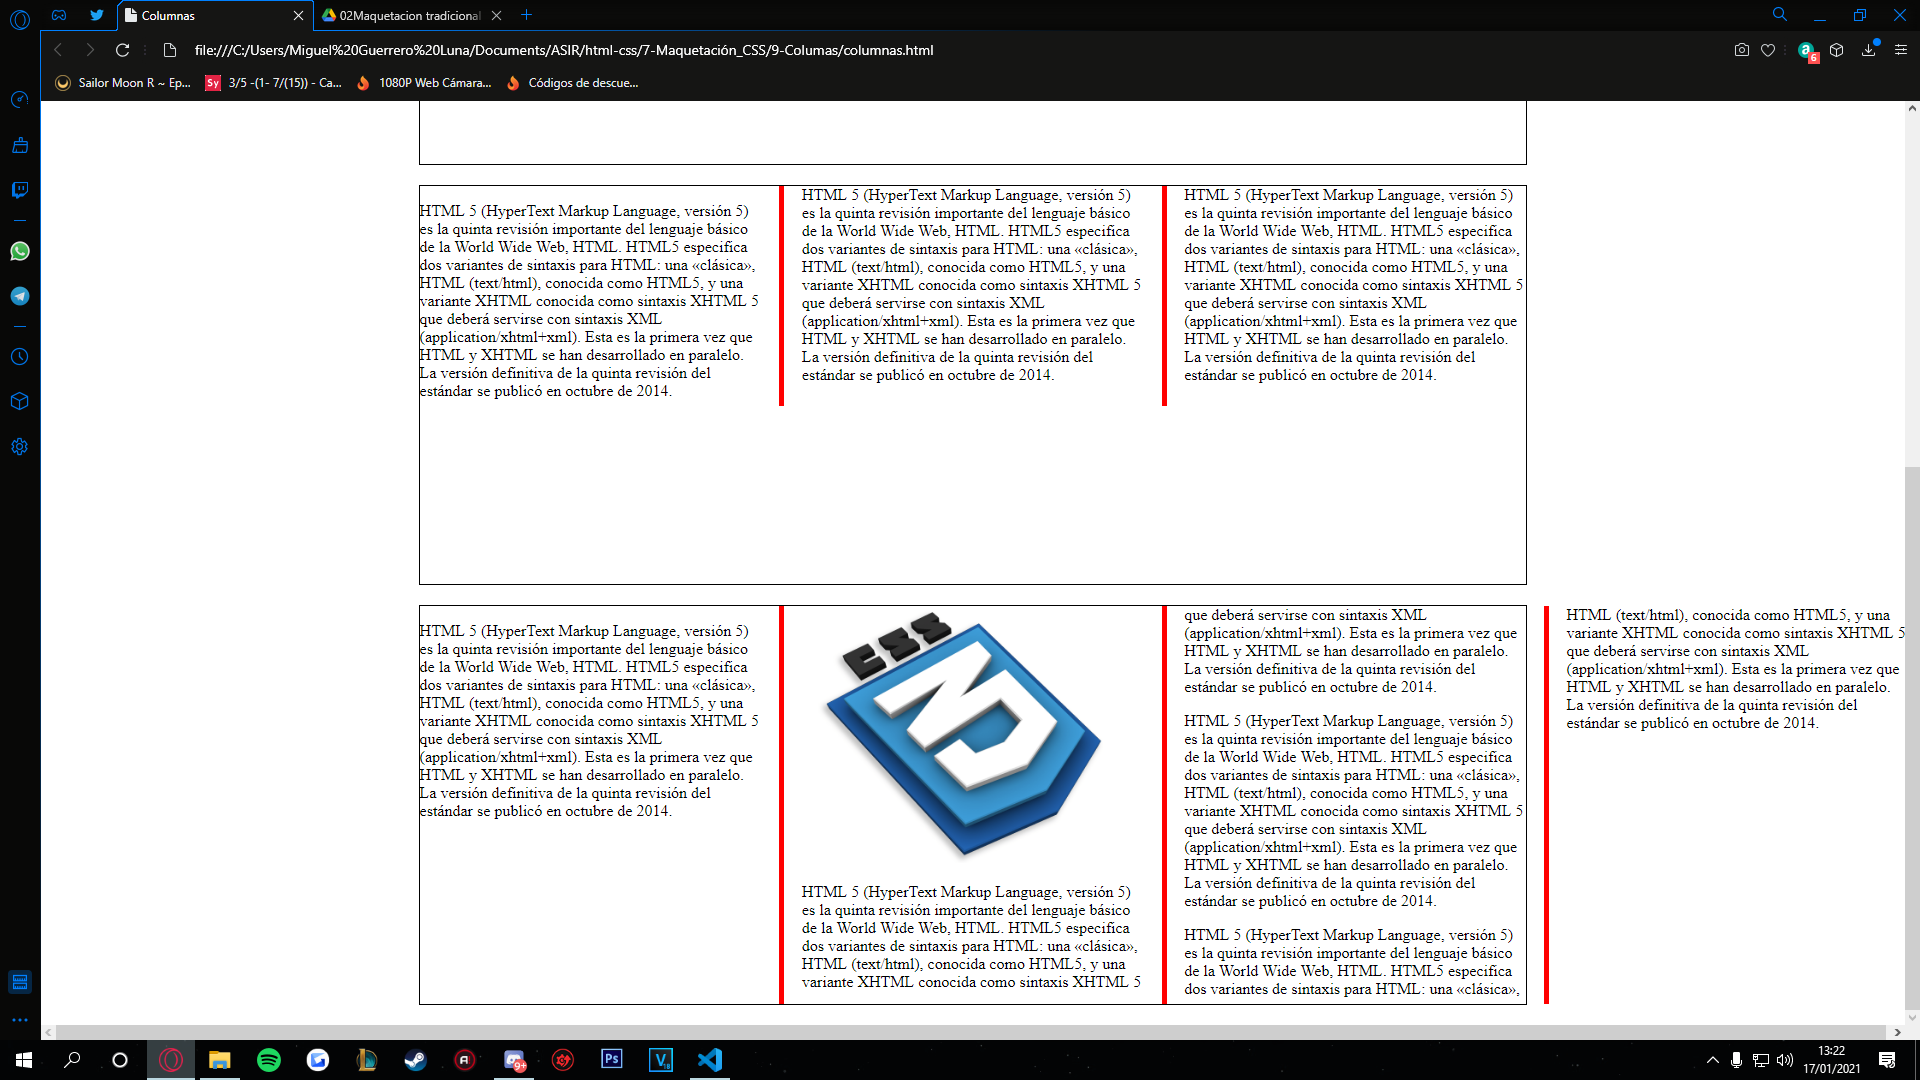 Columnas
02Maquetacion tradicional
file:///C:/Users/Miguel%20Guerrero%20Luna/Documents/ASIR/html-css/7-Maquetación_CSS/9-Columas/columnas.html
6
Sailor Moon R ~ Ep...
Sy
3/5 -(1- 7/(15)) - Ca...
1080P Web Cámara...
Códigos de descue...
HTML 5 (HyperText Markup Language, versión 5)
es la quinta revisión importante del lenguaje básico
de la World Wide Web, HTML. HTML5 especifica
dos variantes de sintaxis para HTML: una «clásica»,
HTML (text/html), conocida como HTML5, y una
variante XHTML conocida como sintaxis XHTML 5
que deberá servirse con sintaxis XML
(application/xhtml+xml). Esta es la primera vez que
HTML y XHTML se han desarrollado en paralelo.
La versión definitiva de la quinta revisión del
estándar se publicó en octubre de 2014.
HTML 5 (HyperText Markup Language, versión 5)
es la quinta revisión importante del lenguaje básico
de la World Wide Web, HTML. HTML5 especifica
dos variantes de sintaxis para HTML: una «clásica»,
HTML (text/html), conocida como HTML5, y una
variante XHTML conocida como sintaxis XHTML 5
que deberá servirse con sintaxis XML
(application/xhtml+xml). Esta es la primera vez que
HTML y XHTML se han desarrollado en paralelo.
La versión definitiva de la quinta revisión del
estándar se publicó en octubre de 2014.
HTML 5 (HyperText Markup Language, versión 5)
es la quinta revisión importante del lenguaje básico
de la World Wide Web, HTML. HTML5 especifica
dos variantes de sintaxis para HTML: una «clásica»,
HTML (text/html), conocida como HTML5, y una
variante XHTML conocida como sintaxis XHTML 5
que deberá servirse con sintaxis XML
(application/xhtml+xml). Esta es la primera vez que
HTML y XHTML se han desarrollado en paralelo.
La versión definitiva de la quinta revisión del
estándar se publicó en octubre de 2014.
HTML 5 (HyperText Markup Language, versión 5)
es la quinta revisión importante del lenguaje básico
de la World Wide Web, HTML. HTML5 especifica
dos variantes de sintaxis para HTML: una «clásica»,
HTML (text/html), conocida como HTML5, y una
variante XHTML conocida como sintaxis XHTML 5
que deberá servirse con sintaxis XML
(application/xhtml+xml). Esta es la primera vez que
HTML y XHTML se han desarrollado en paralelo.
La versión definitiva de la quinta revisión del
estándar se publicó en octubre de 2014.
CSS
HTML 5 (HyperText Markup Language, versión 5)
es la quinta revisión importante del lenguaje básico
de la World Wide Web, HTML. HTML5 especifica
dos variantes de sintaxis para HTML: una «clásica»,
HTML (text/html), conocida como HTML5, y una
variante XHTML conocida como sintaxis XHTML 5
que deberá servirse con sintaxis XML
(application/xhtml+xml). Esta es la primera vez que
HTML y XHTML se han desarrollado en paralelo.
La versión definitiva de la quinta revisión del
estándar se publicó en octubre de 2014.
HTML 5 (HyperText Markup Language, versión 5)
es la quinta revisión importante del lenguaje básico
de la World Wide Web, HTML. HTML5 especifica
dos variantes de sintaxis para HTML: una «clásica»,
HTML (text/html), conocida como HTML5, y una
variante XHTML conocida como sintaxis XHTML 5
que deberá servirse con sintaxis XML
(application/xhtml+xml). Esta es la primera vez que
HTML y XHTML se han desarrollado en paralelo.
La versión definitiva de la quinta revisión del
estándar se publicó en octubre de 2014.
HTML 5 (HyperText Markup Language, versión 5)
es la quinta revisión importante del lenguaje básico
de la World Wide Web, HTML. HTML5 especifica
dos variantes de sintaxis para HTML: una «clásica»,
HTML (text/html), conocida como HTML5, y una
variante XHTML conocida como sintaxis XHTML 5
que deberá servirse con sintaxis XML
(application/xhtml+xml). Esta es la primera vez que
HTML y XHTML se han desarrollado en paralelo.
La versión definitiva de la quinta revisión del
estándar se publicó en octubre de 2014.
9+
Ps
13:22
17/01/2021